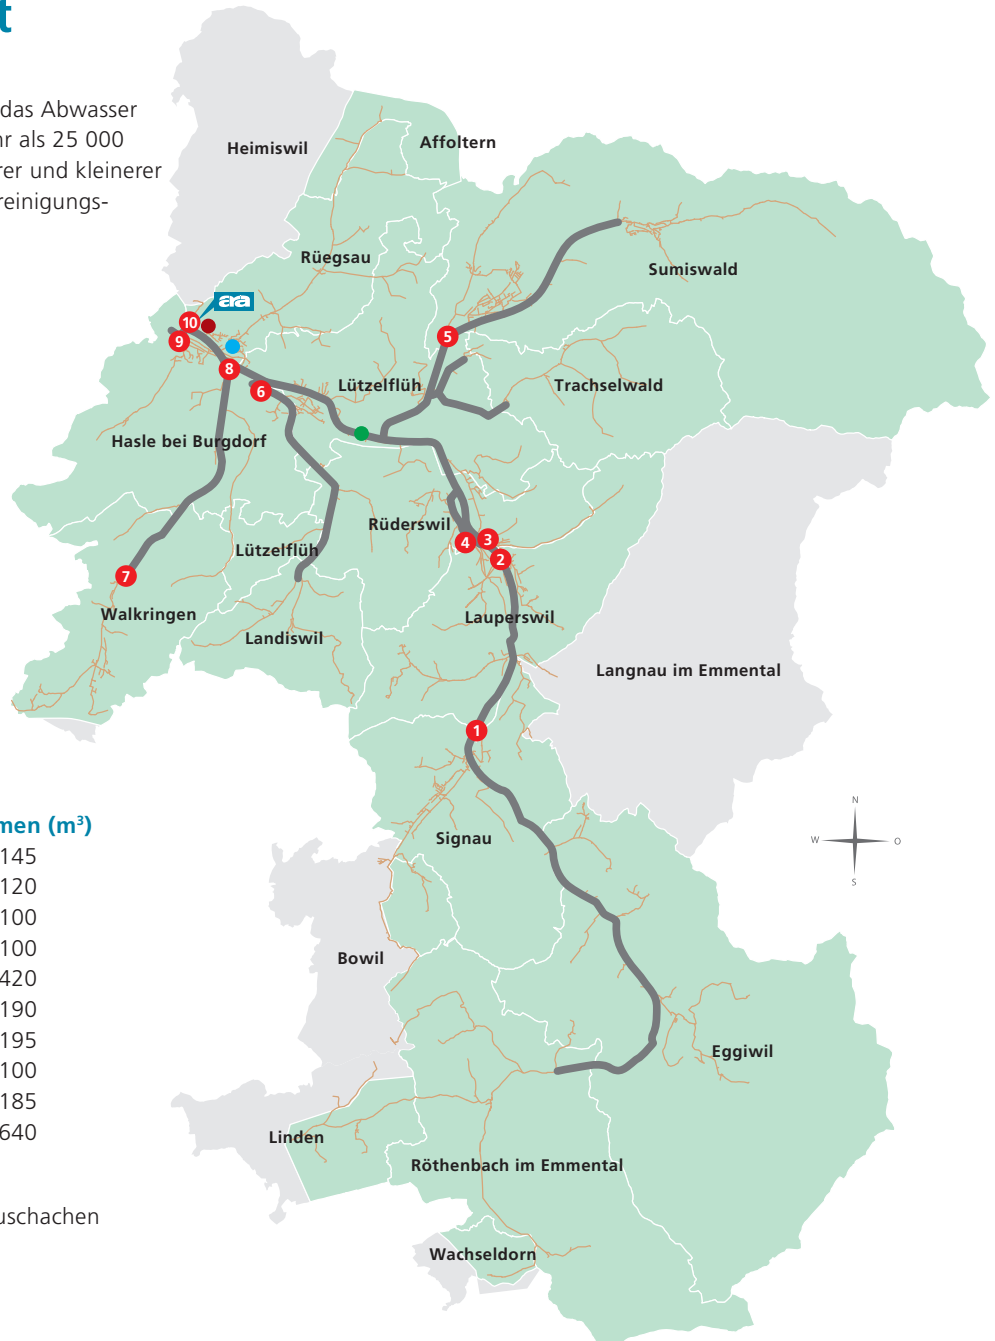 t
das Abwasser
hr als 25 000
rer und kleinerer
reinigungs-
Heimiswil
Affoltern
Rüegsau
Sumiswald
ara
10
9
8
6
5
Lützelflüh
Trachselwald
Hasle bei Burgdorf
Rüderswil
4
3
2
Lützelflüh
7
Walkringen
Landiswil
Lauperswil
Langnau im Emmental
1
Signau
N
W
O
S
men (m³)
145
120
100
100
420
190
195
100
185
640
Bowil
Eggiwil
Linden
Röthenbach im Emmental
uschachen
Wachseldorn